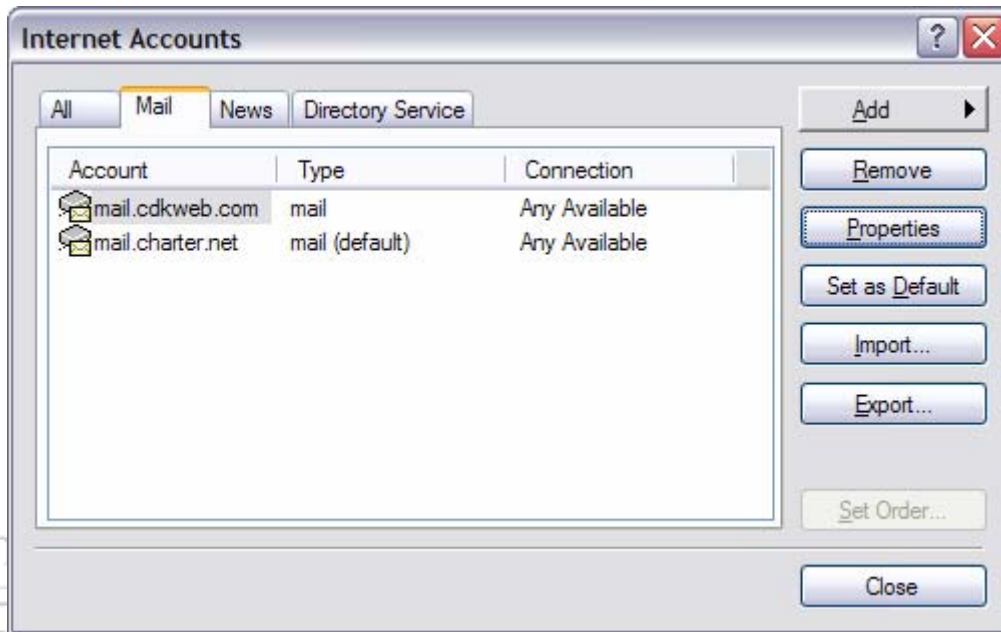 Internet Accounts
?
All Mail News Directory Service
Account Type Connection
mail.cdkweb.com mail Any Available
mail.charter.net mail (default) Any Available
Add
Remove
Properties
Set as Default
Import...
Export...
Set Order...
Close